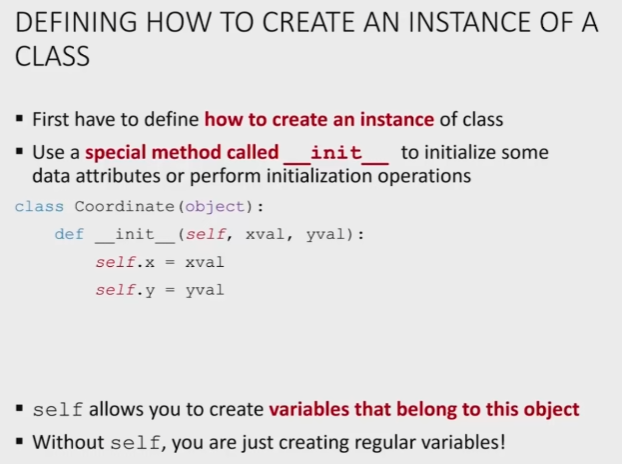 DEFINING HOW TO CREATE AN INSTANCE OF A
CLASS
▪ First have to define how to create an instance of class
▪ Use a special method called __init__ to initialize some
data attributes or perform initialization operations
class Coordinate(object):
    def __init__(self, xval, yval):
        self.x = xval
        self.y = yval
▪ self allows you to create variables that belong to this object
▪ Without self, you are just creating regular variables!